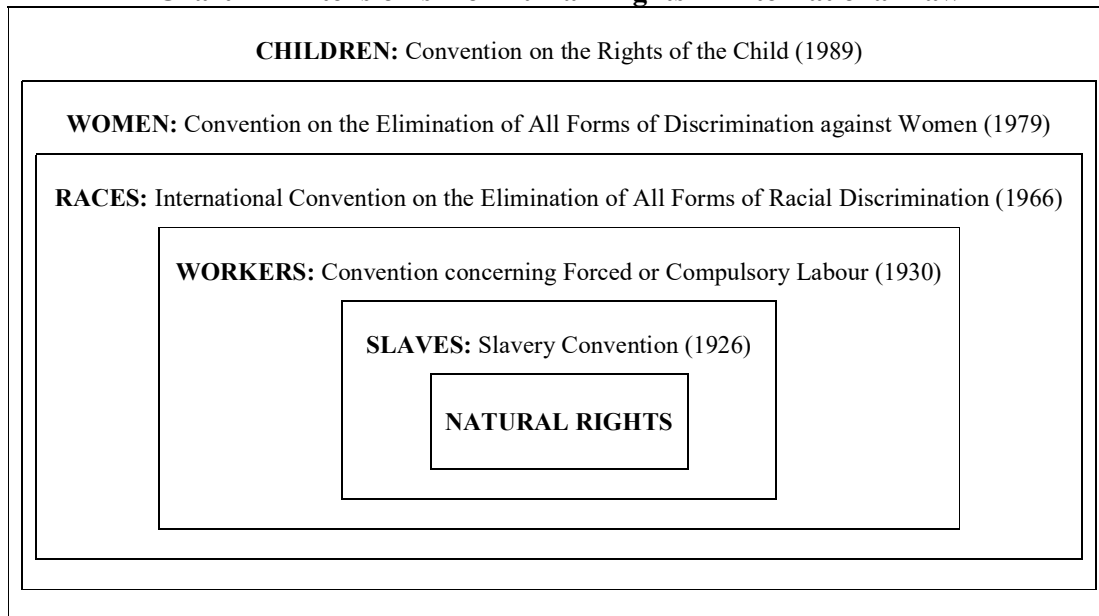 CHILDREN: Convention on the Rights of the Child (1989)
WOMEN: Convention on the Elimination of All Forms of Discrimination against Women (1979)
RACES: International Convention on the Elimination of All Forms of Racial Discrimination (1966)
WORKERS: Convention concerning Forced or Compulsory Labour (1930)
SLAVES: Slavery Convention (1926)
NATURAL RIGHTS